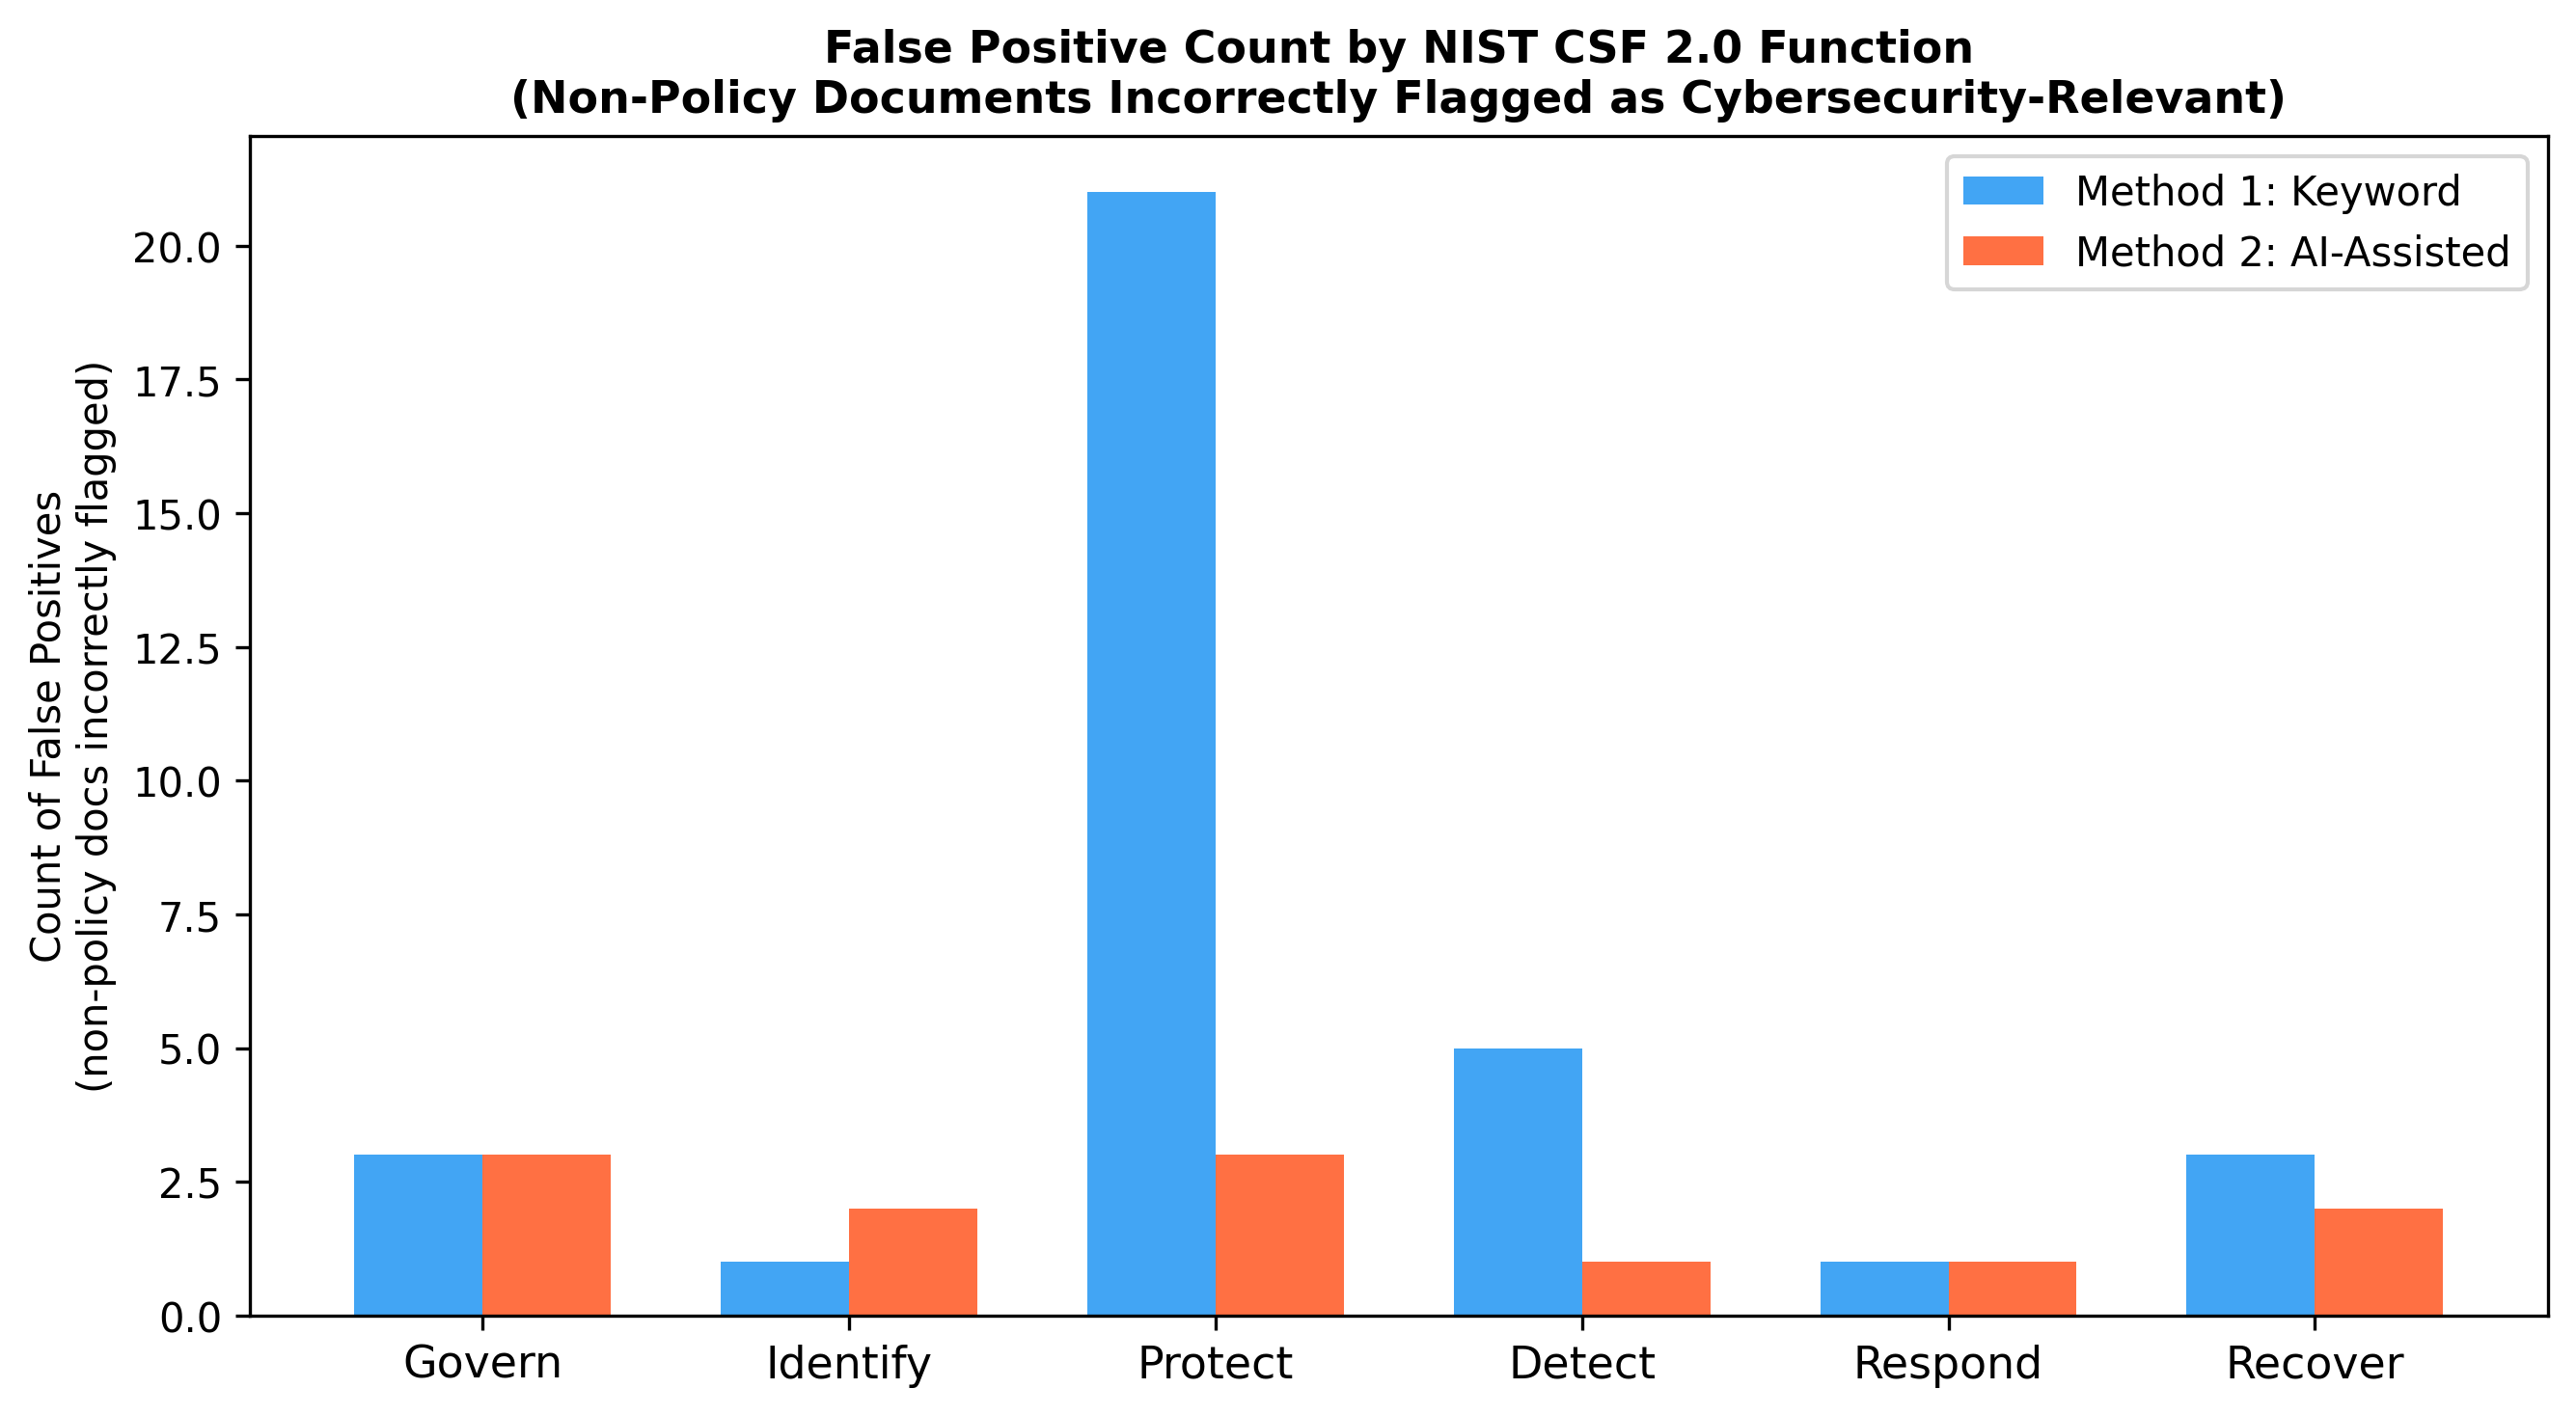 False Positive Count by NIST CSF 2.0 Function
(Non-Policy Documents Incorrectly Flagged as Cybersecurity-Relevant)
Method 1: Keyword
Method 2: AI-Assisted
Count of False Positives
(non-policy docs incorrectly flagged)
20.0
17.5
15.0
12.5
10.0
7.5
5.0
2.5
0.0
Govern
Identify
Protect
Detect
Respond
Recover